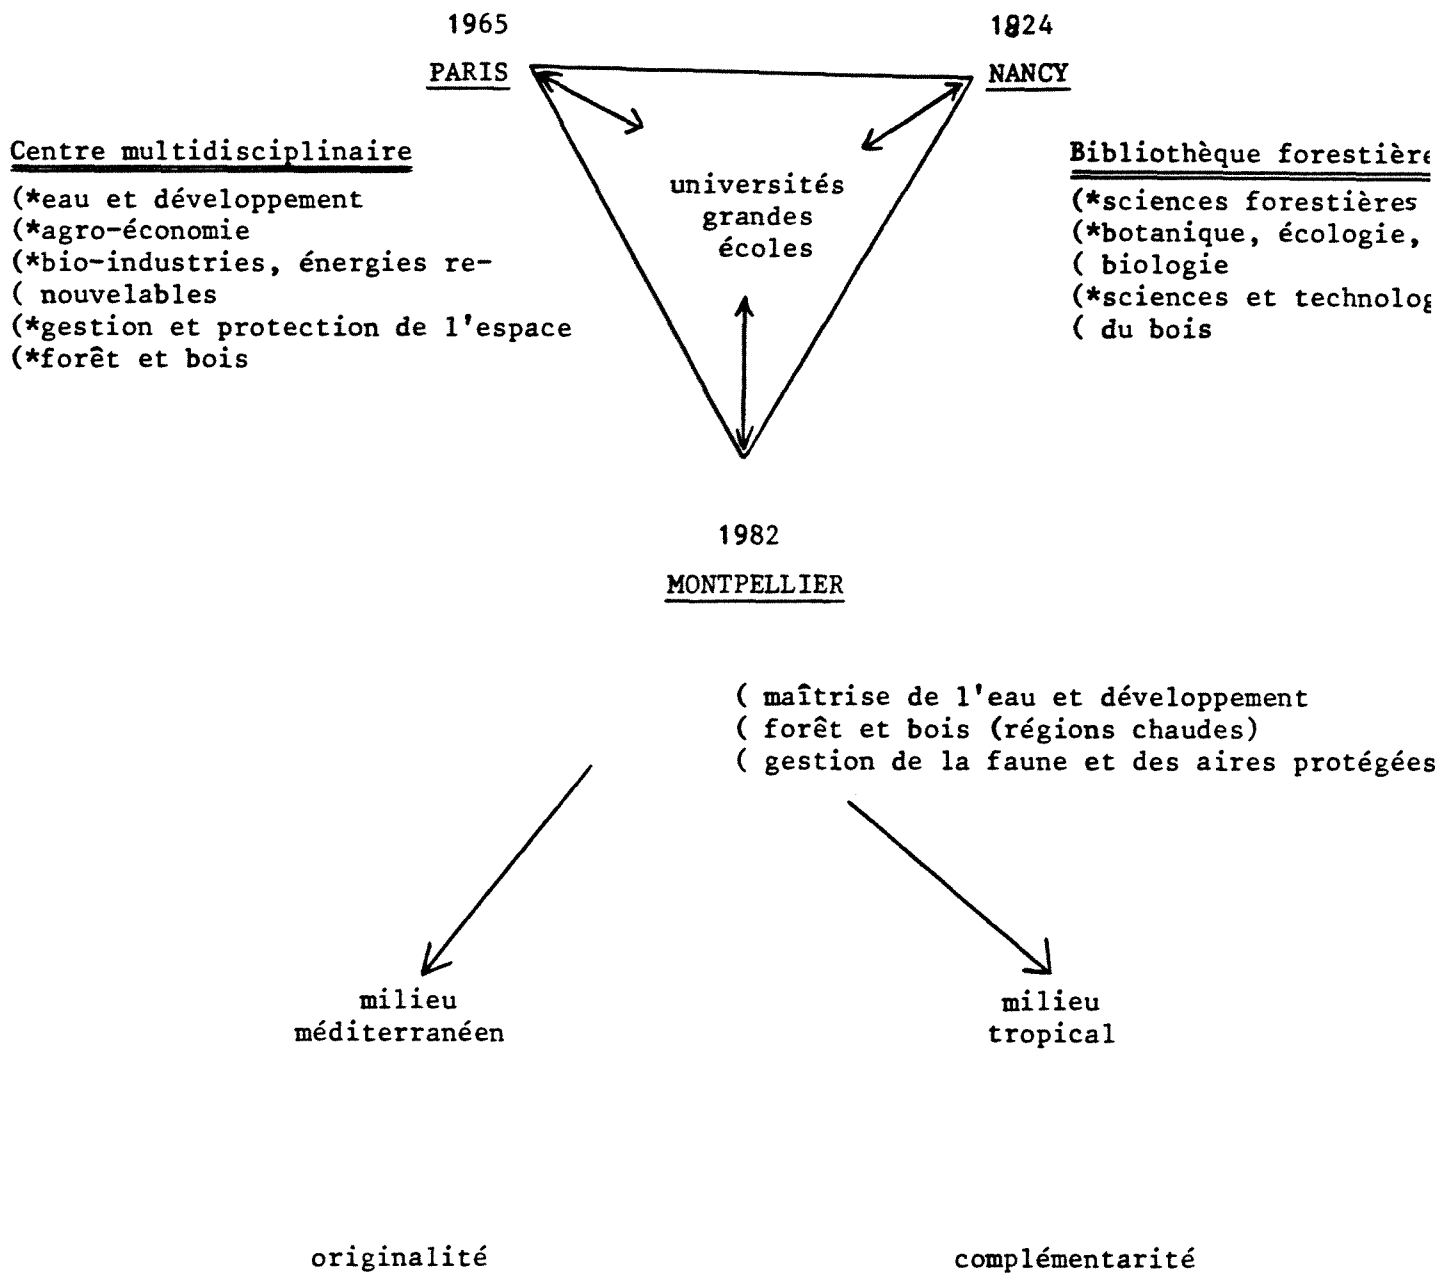 1965
PARIS
1824
NANCY
Centre multidisciplinaire
(*eau et développement
(*agro-économie
(*bio-industries, énergies re-
( nouvelables
(*gestion et protection de l'espace
(*forêt et bois
universités
grandes
écoles
Bibliothèque forestière
(*sciences forestières
(*botanique, écologie,
( biologie
(*sciences et technolog
( du bois
1982
MONTPELLIER
( maîtrise de l'eau et développement
( forêt et bois (régions chaudes)
( gestion de la faune et des aires protégées
milieu
méditerranéen
milieu
tropical
originalité
complémentarité